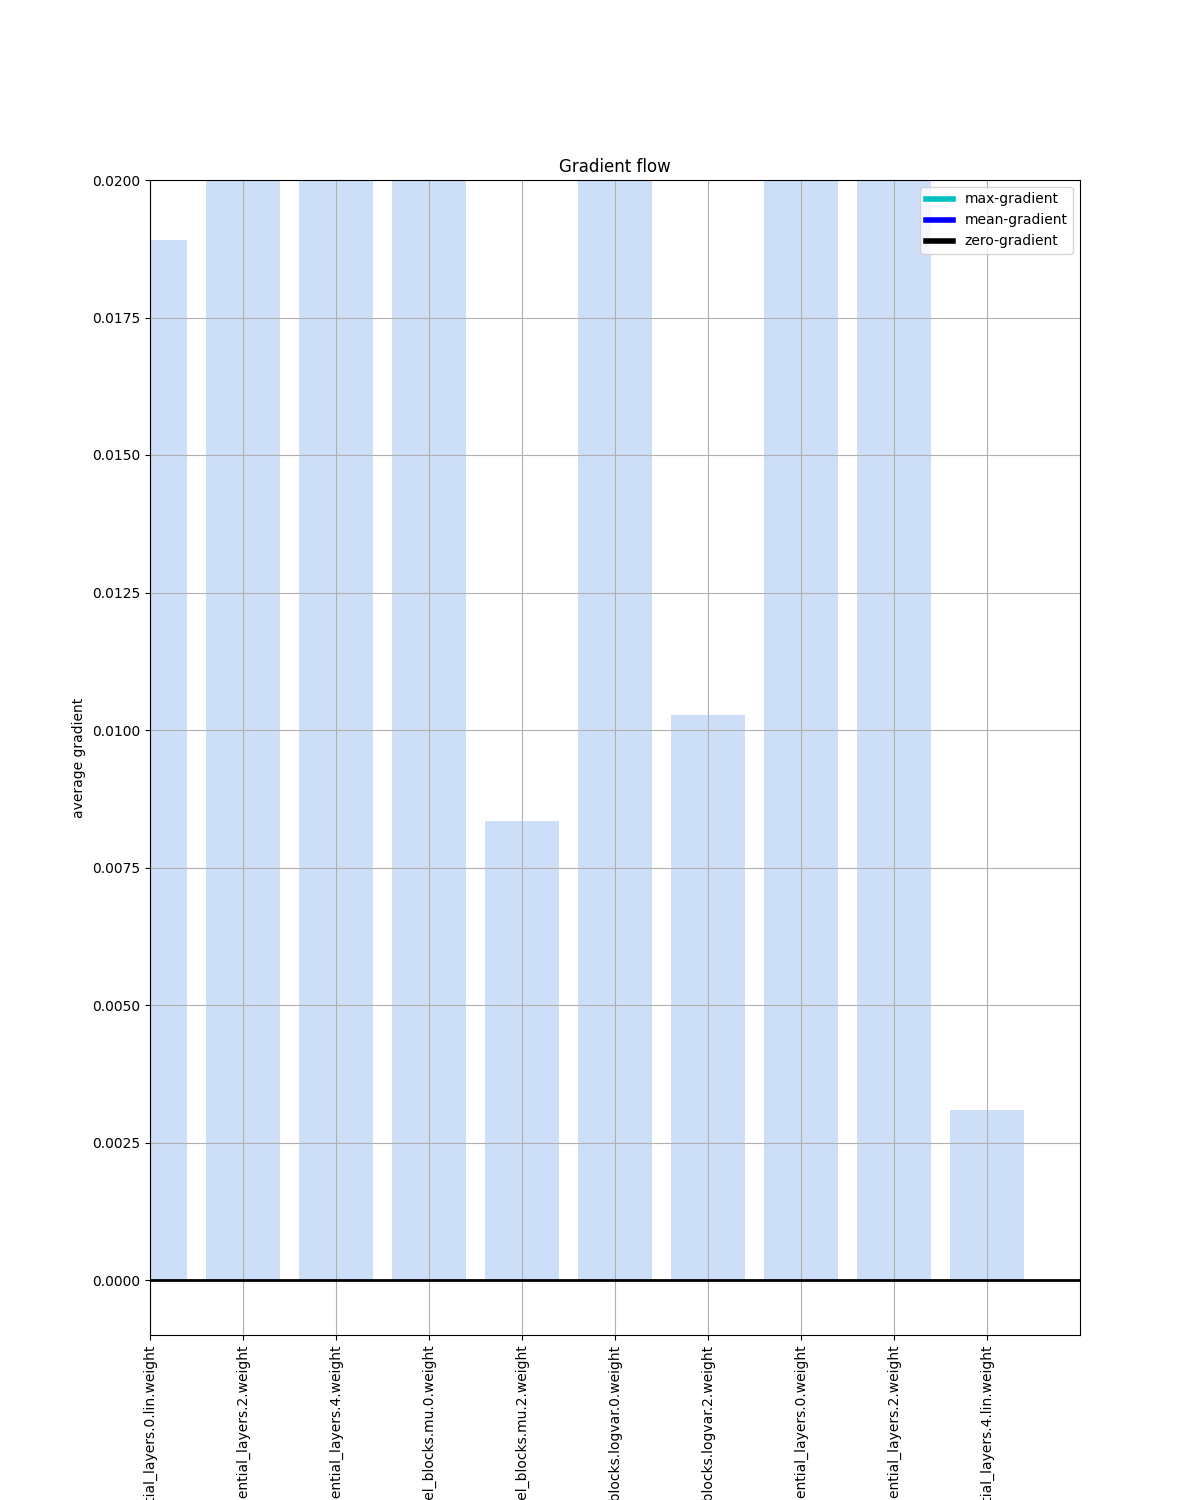 Gradient flow
max-gradient
mean-gradient
zero-gradient
0.0200
0.0175
0.0150
0.0125
0.0100
0.0075
0.0050
0.0025
0.0000
average gradient
tial_layers.0.lin.weight
ential_layers.2.weight
ential_layers.4.weight
el_blocks.mu.0.weight
el_blocks.mu.2.weight
blocks.logvar.0.weight
blocks.logvar.2.weight
ential_layers.0.weight
ential_layers.2.weight
tial_layers.4.lin.weight